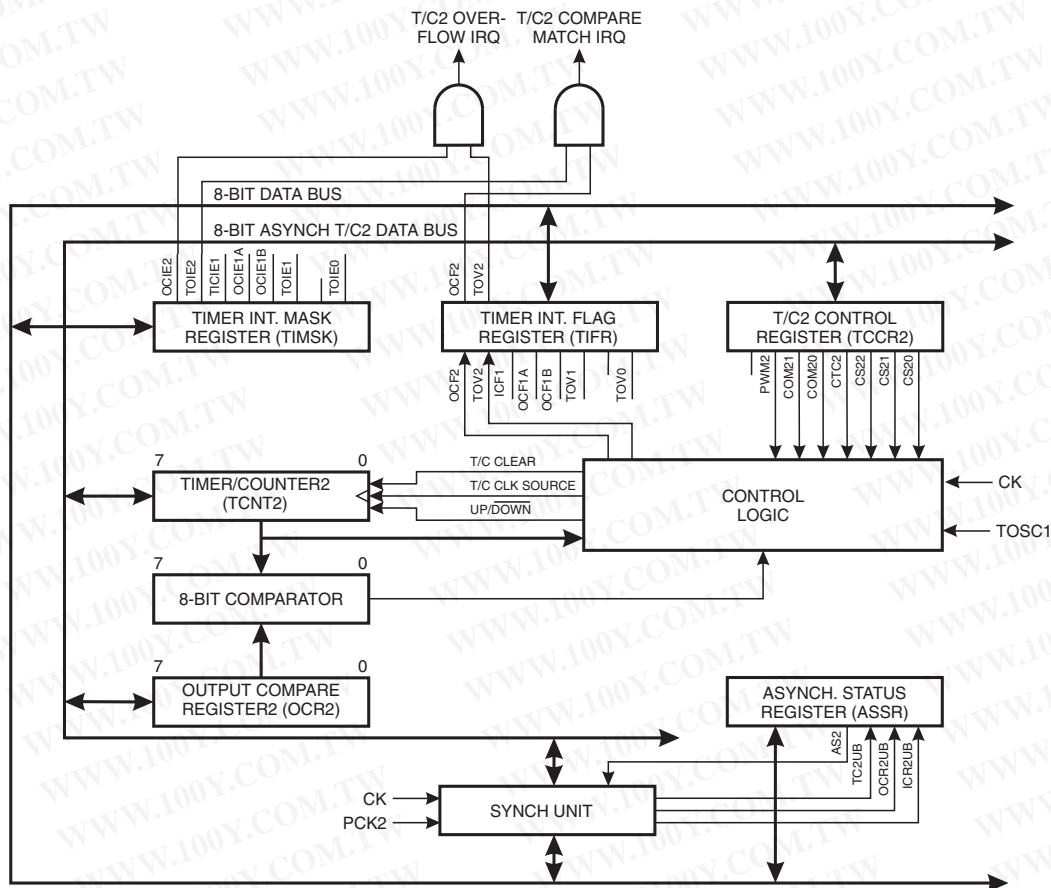 T/C2 OVER-
FLOW IRQ
T/C2 COMPARE
MATCH IRQ
8-BIT DATA BUS
8-BIT ASYNCH T/C2 DATA BUS
OCIE2
TOIE2
TICIE1
OCIE1A
OCIE1B
TOIE1
TOIE0
OCF2
TOV2
TIMER INT. MASK
REGISTER (TIMSK)
TIMER INT. FLAG
REGISTER (TIFR)
T/C2 CONTROL
REGISTER (TCCR2)
OCF2
TOV2
ICF1
OCF1A
OCF1B
TOV1
TOV0
PWM2
COM21
COM20
CTC2
CS22
CS21
CS20
7
0
TIMER/COUNTER2
(TCNT2)
T/C CLEAR
T/C CLK SOURCE
UP/DOWN
CONTROL
LOGIC
CK
TOSC1
7
0
8-BIT COMPARATOR
7
0
OUTPUT COMPARE
REGISTER2 (OCR2)
ASYNCH. STATUS
REGISTER (ASSR)
AS2
TC2UB
OCR2UB
ICR2UB
CK
PCK2
SYNCH UNIT
WWW.100Y.COM.TW